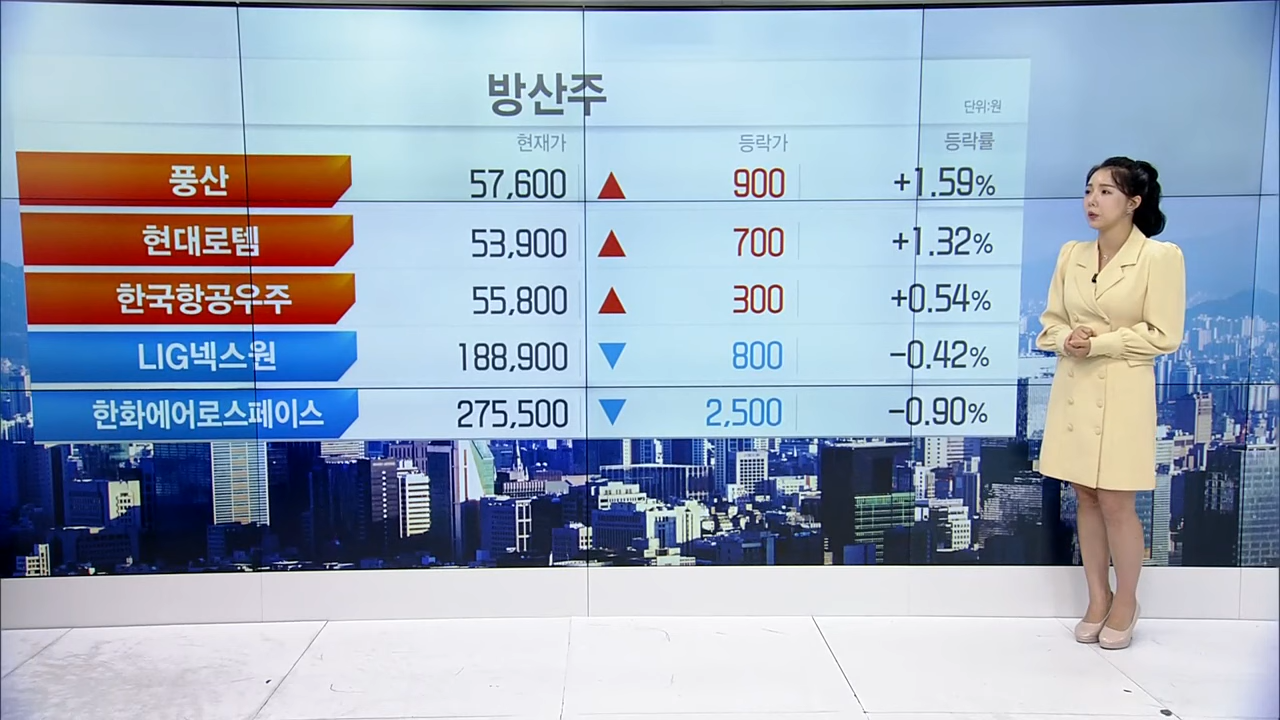 방산주
단위:원
현재가 등락가 등락률
풍산 57,600 ▲ 900 +1.59%
현대로템 53,900 ▲ 700 +1.32%
한국항공우주 55,800 ▲ 300 +0.54%
LIG넥스원 188,900 ▼ 800 -0.42%
한화에어로스페이스 275,500 ▼ 2,500 -0.90%